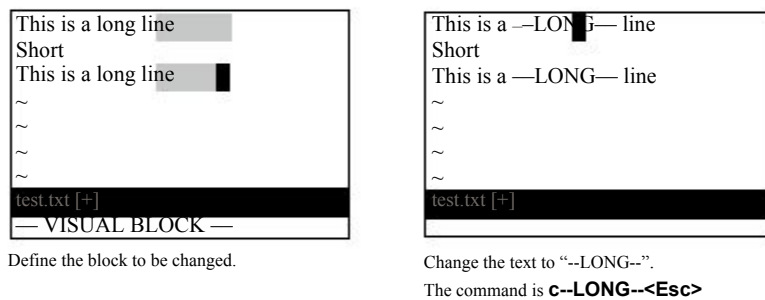 This is a long line
Short
This is a long line
~
~
~
~
test.txt [+]
— VISUAL BLOCK —
Define the block to be changed.
This is a -–LONG— line
Short
This is a —LONG— line
~
~
~
~
test.txt [+]
Change the text to “--LONG--”.
The command is c--LONG--<Esc>